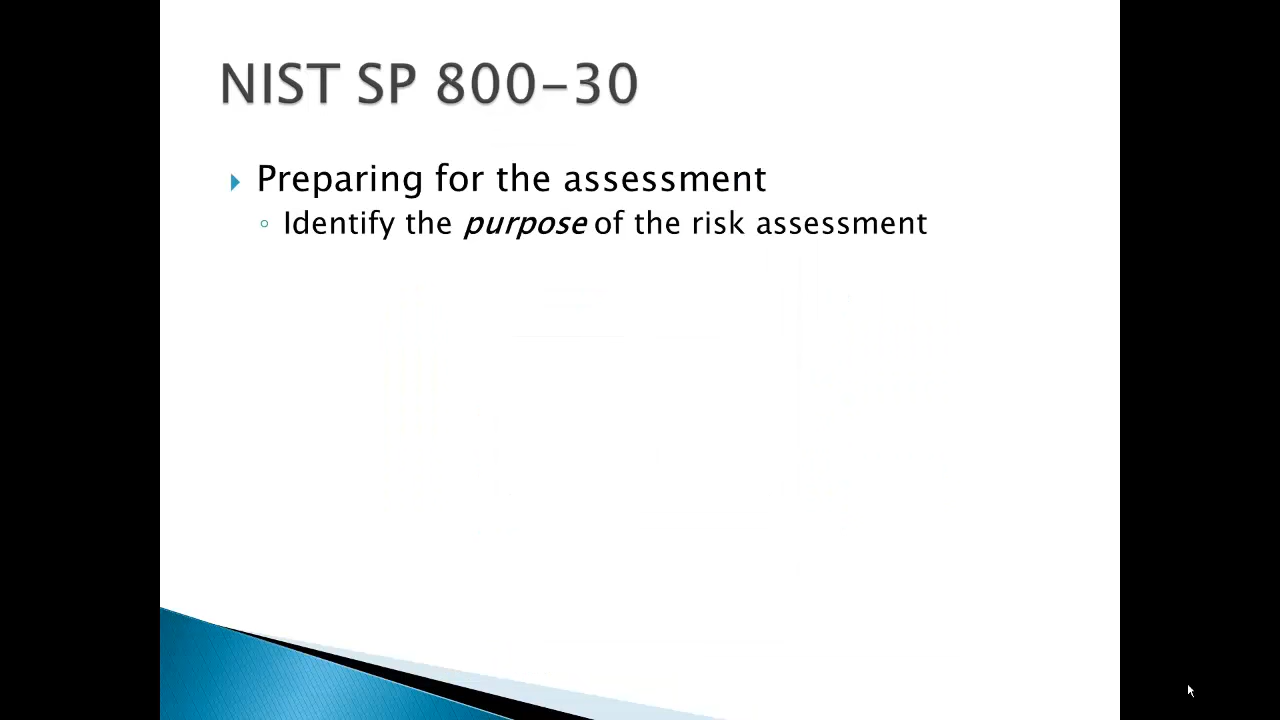 NIST SP 800-30
Preparing for the assessment
Identify the purpose of the risk assessment